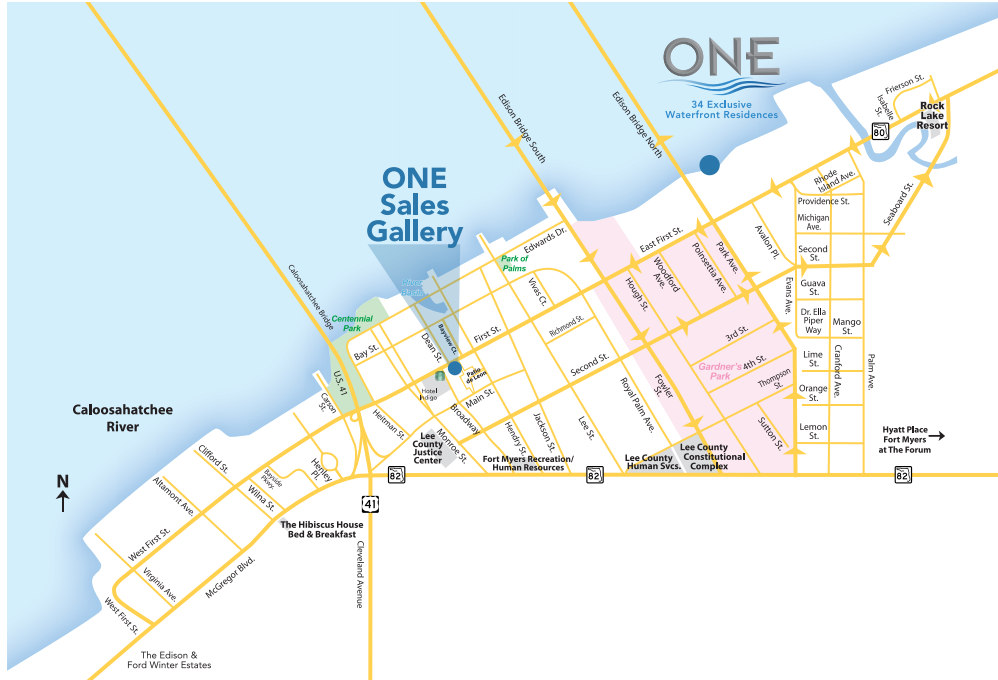 ONE
34 Exclusive
Waterfront Residences
Frierson St.
Isabelle
St.
Rock
Lake
Resort
80
Edison Bridge South
Edison Bridge North
ONE
Sales
Gallery
Rhode
Island Ave.
Providence St.
Michigan
Ave.
Seaboard St.
Second
St.
Avalon Pl.
Edwards Dr.
East First St.
Park Ave.
Poinsettia Ave.
Woodford
Ave.
Hough St.
Park of
Palms
Vivas Ct.
River
Basin
Caloosahatchee Bridge
Centennial
Park
Evans Ave.
Guava
St.
Dr. Ella
Piper
Way
Mango
St.
Bay St.
Dean St.
Bayview Ct.
First St.
Richmond St.
3rd St.
Second St.
Lime
St.
Cranford Ave.
Palm Ave.
Gardner's
Park
4th St.
Thompson
St.
Orange
St.
U.S. 41
Patio
de Leon
Hotel
Indigo
Main St.
Fowler
St.
Royal Palm Ave.
Carson
St.
Heitman St.
Broadway
Monroe St.
Hendry St.
Jackson St.
Lee St.
Sutton St.
Lemon
St.
Caloosahatchee
River
Lee
County
Justice
Center
Fort Myers Recreation/
Human Resources
Lee County
Human Svcs.
Lee County
Constitutional
Complex
Hyatt Place
Fort Myers
at The Forum
82
82
82
41
N
Clifford St.
Altamont Ave.
Bayside
Pkwy.
Henley
Pl.
Wilna St.
The Hibiscus House
Bed & Breakfast
West First St.
Virginia Ave.
McGregor Blvd.
Cleveland Avenue
West First St.
The Edison &
Ford Winter Estates